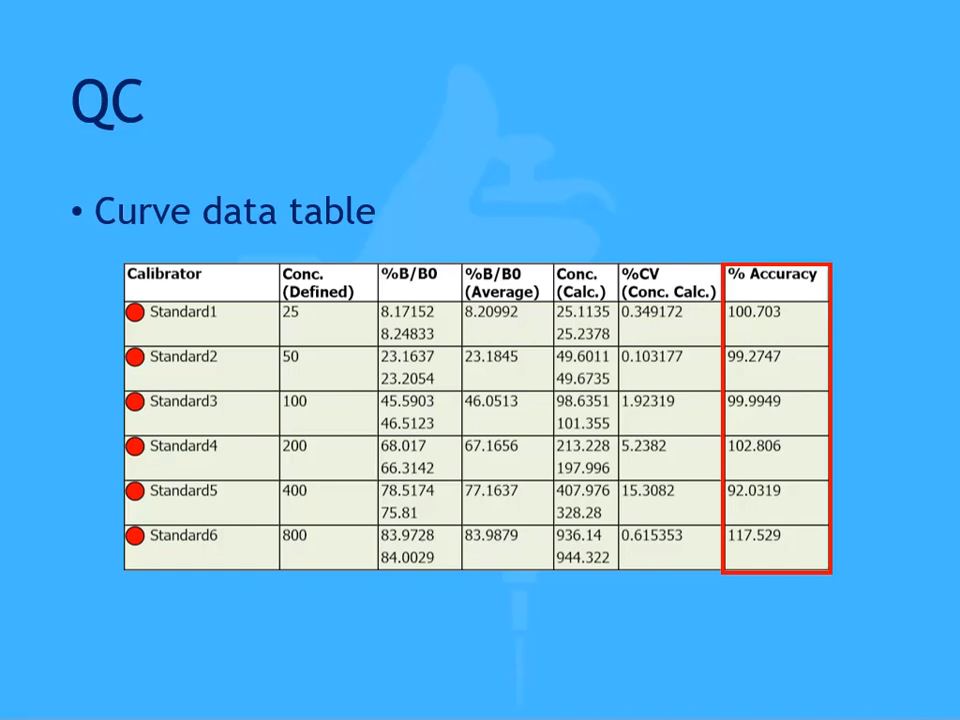 QC
• Curve data table
Calibrator Conc. (Defined) %B/B0 %B/B0 (Average) Conc. (Calc.) %CV (Conc. Calc.) % Accuracy
Standard1 25 8.17152 8.20992 25.1135 0.349172 100.703
8.24833 25.2378
Standard2 50 23.1637 23.1845 49.6011 0.103177 99.2747
23.2054 49.6735
Standard3 100 45.5903 46.0513 98.6351 1.92319 99.9949
46.5123 101.355
Standard4 200 68.017 67.1656 213.228 5.2382 102.806
66.3142 197.996
Standard5 400 78.5174 77.1637 407.976 15.3082 92.0319
75.81 328.28
Standard6 800 83.9728 83.9879 936.14 0.615353 117.529
84.0029 944.322